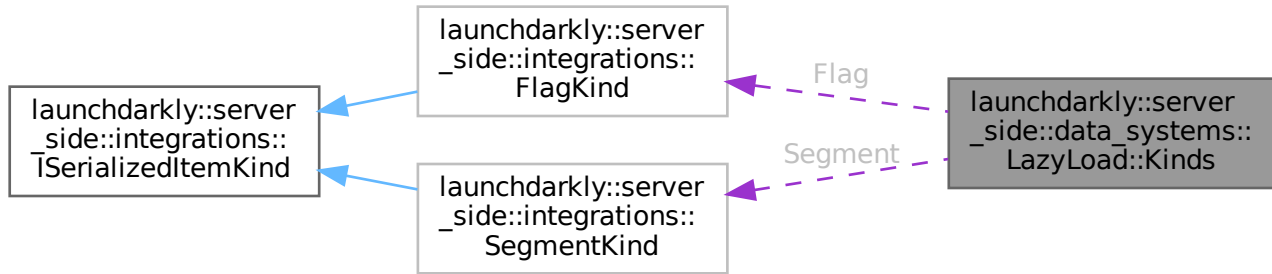 launchdarkly::server
_side::integrations::
ISerializedItemKind
launchdarkly::server
_side::integrations::
FlagKind
launchdarkly::server
_side::integrations::
SegmentKind
Flag
Segment
launchdarkly::server
_side::data_systems::
LazyLoad::Kinds